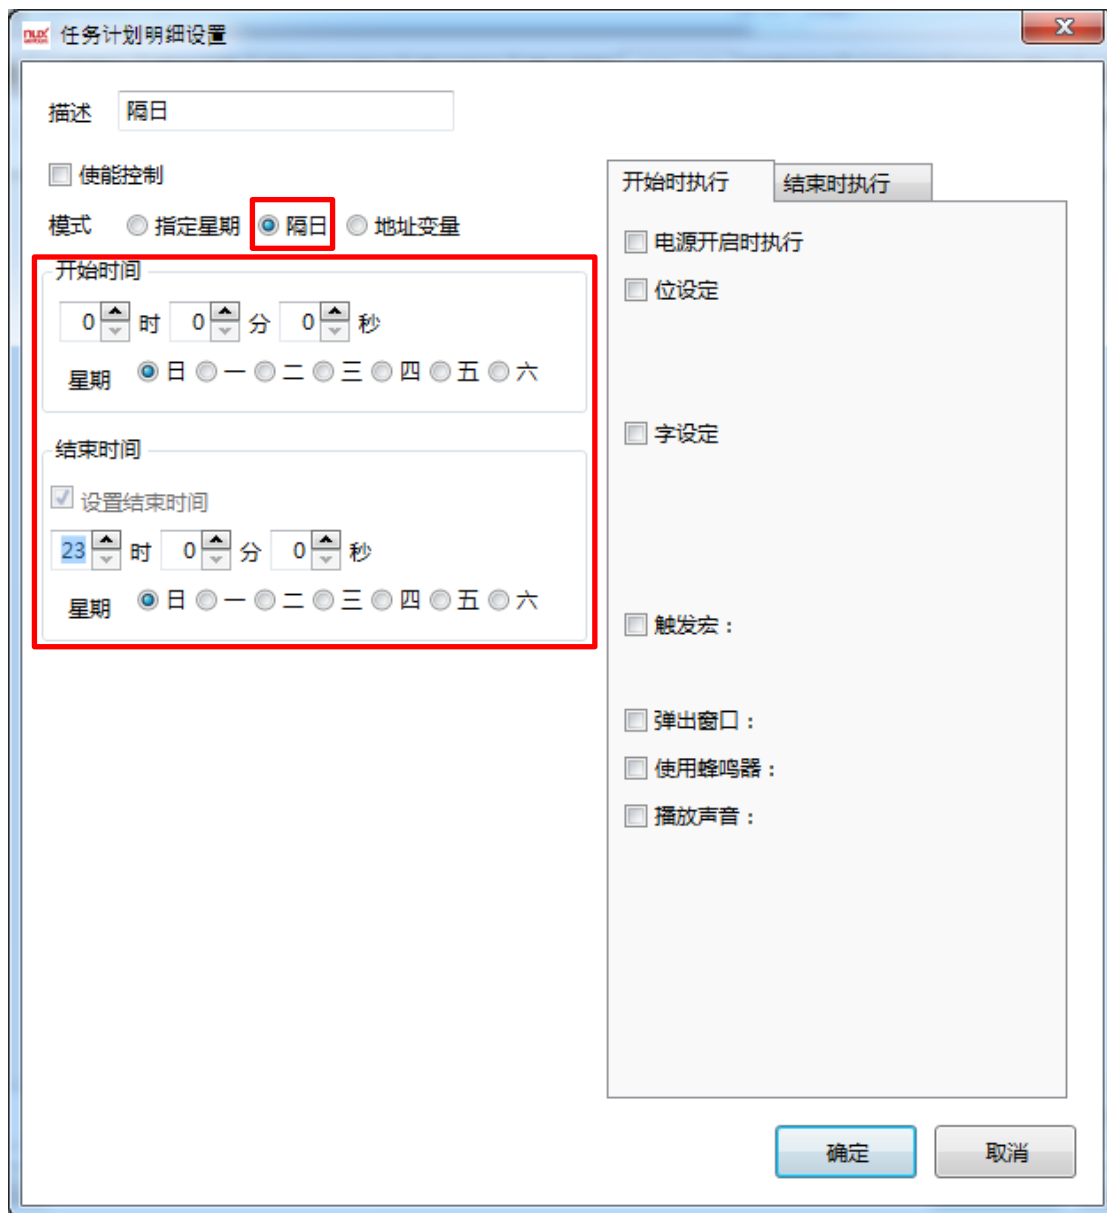 nux 任务计划明细设置
描述 隔日
使能控制
模式 指定星期 隔日 地址变量
开始时间
0 时 0 分 0 秒
星期 日 一 二 三 四 五 六
结束时间
设置结束时间
23 时 0 分 0 秒
星期 日 一 二 三 四 五 六
开始时执行 结束时执行
电源开启时执行
位设定
字设定
触发宏：
弹出窗口：
使用蜂鸣器：
播放声音：
确定 取消